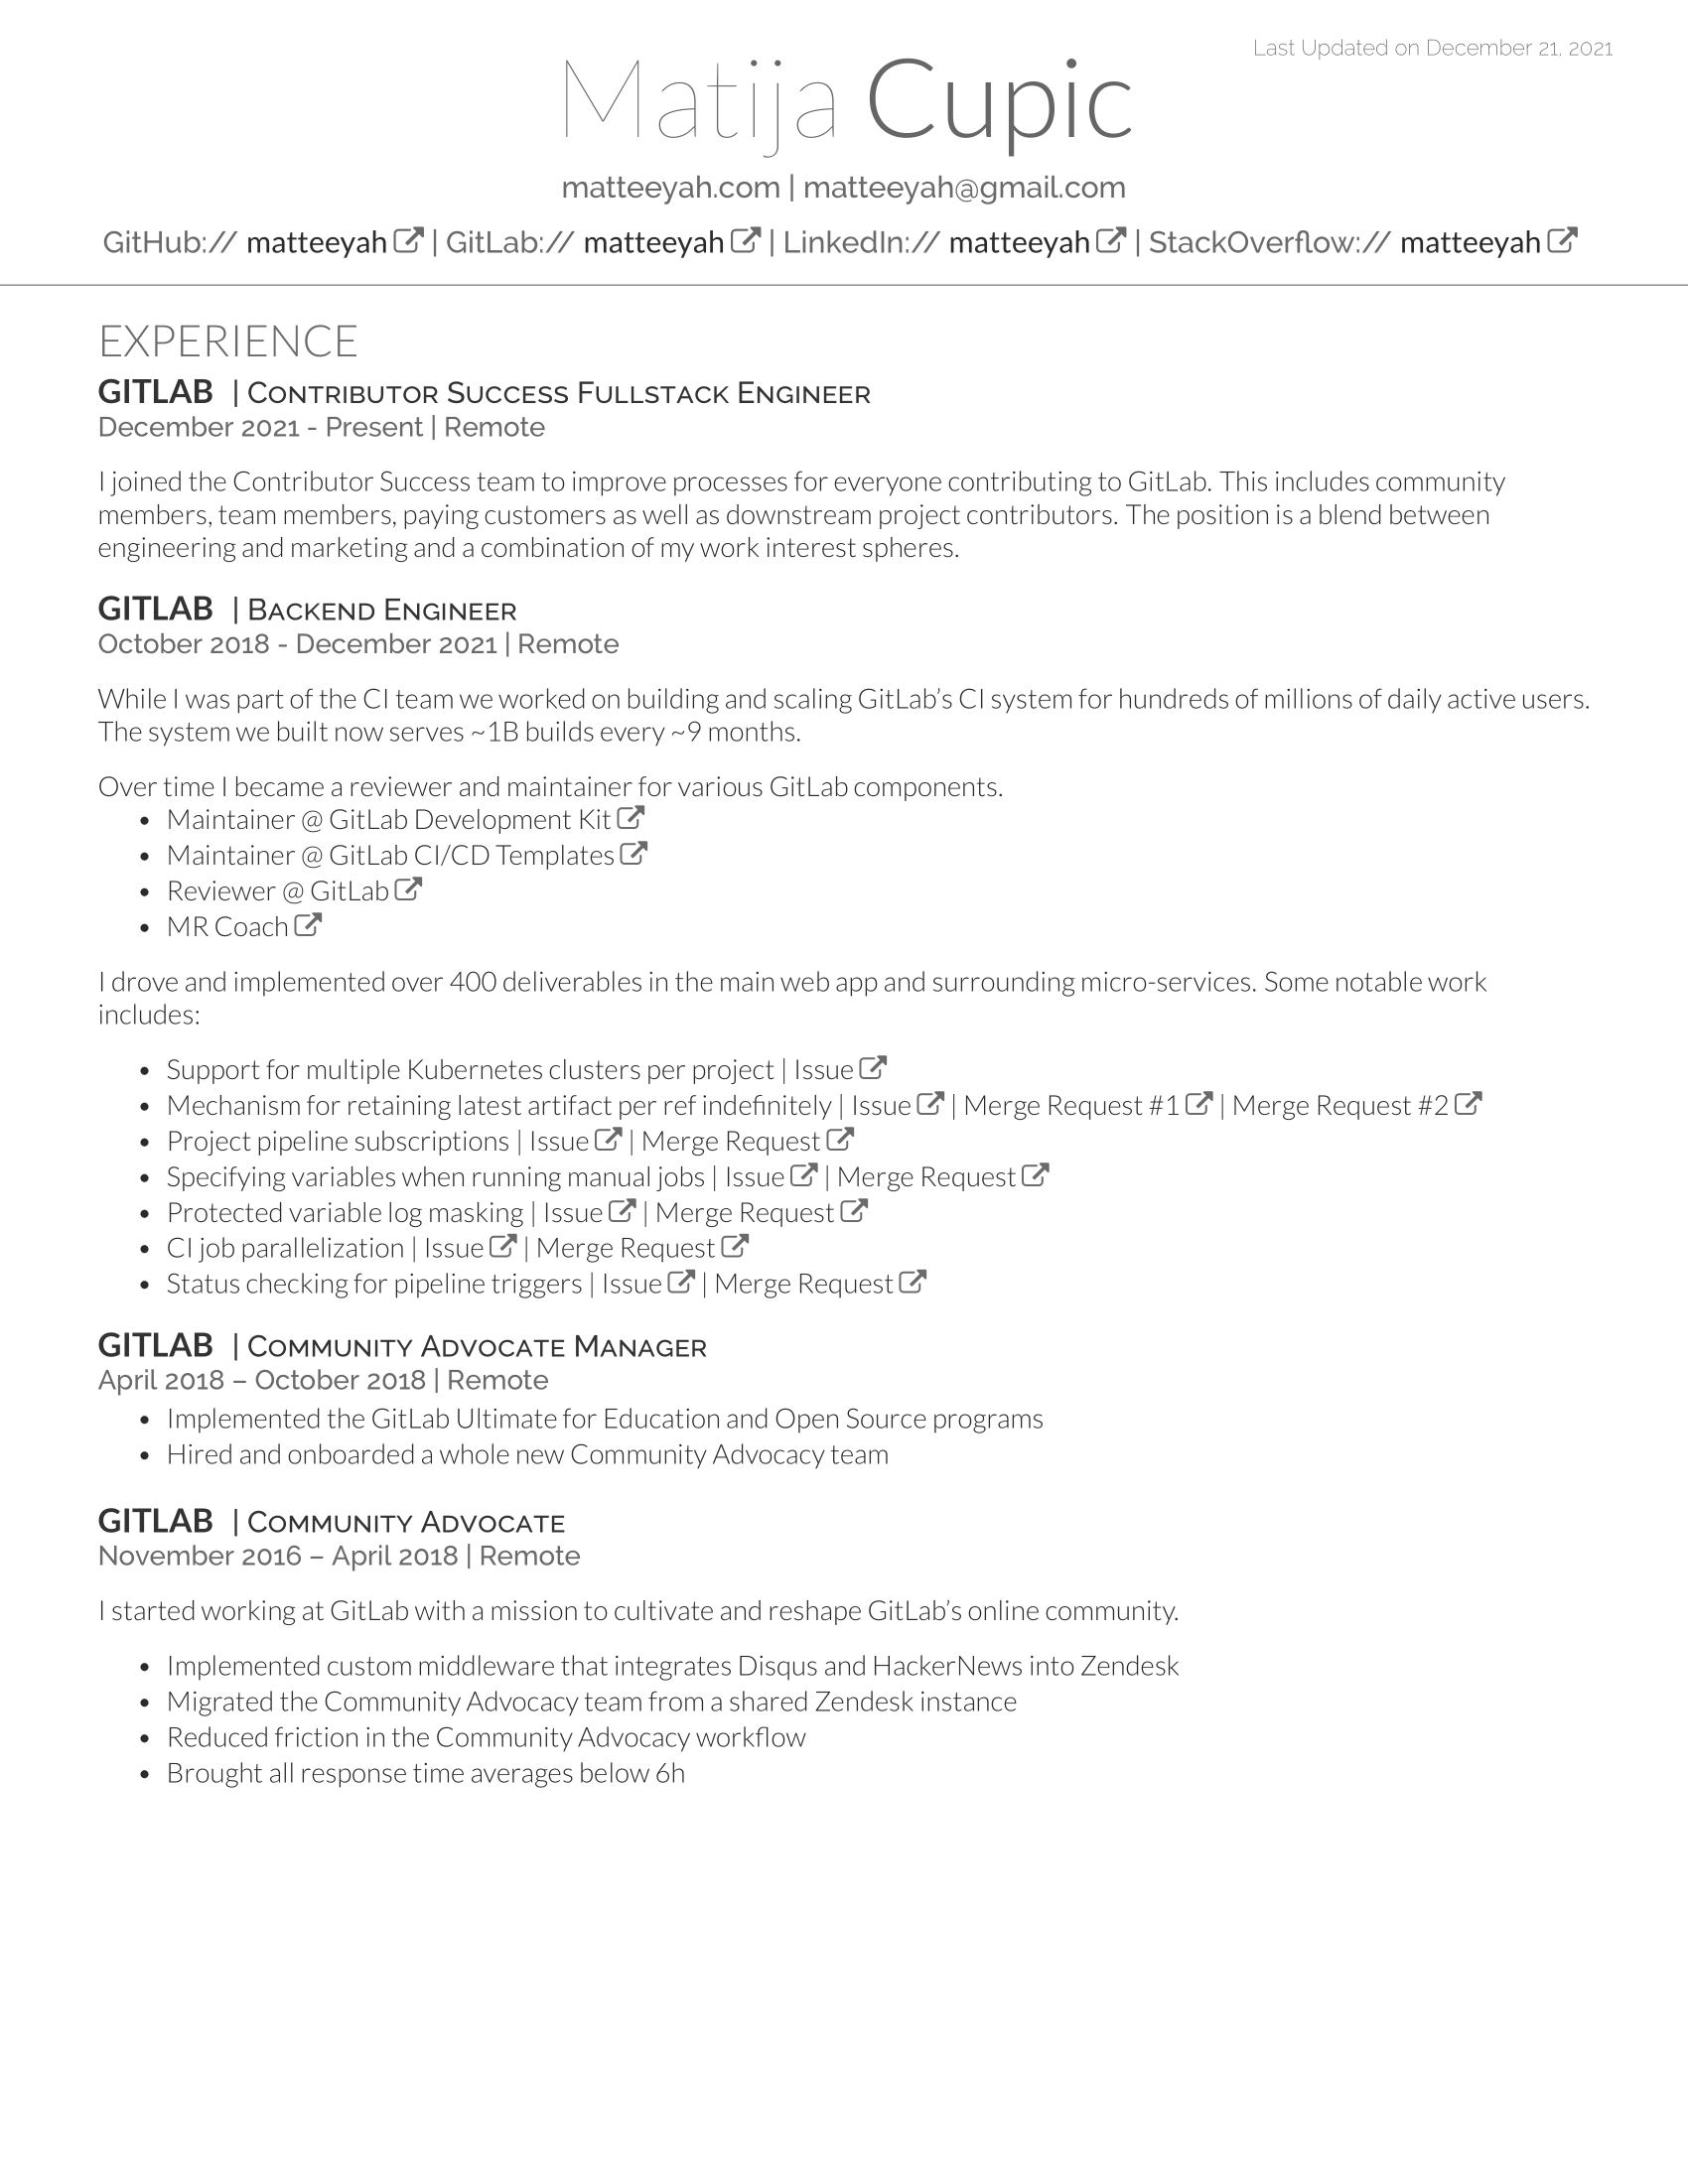 Last Updated on December 21, 2021
Matija Cupic
matteeyah.com | matteeyah@gmail.com
GitHub:// matteeyah | GitLab:// matteeyah | LinkedIn:// matteeyah | StackOverflow:// matteeyah
EXPERIENCE
GITLAB | Contributor Success Fullstack Engineer
December 2021 - Present | Remote
I joined the Contributor Success team to improve processes for everyone contributing to GitLab. This includes community
members, team members, paying customers as well as downstream project contributors. The position is a blend between
engineering and marketing and a combination of my work interest spheres.
GITLAB | Backend Engineer
October 2018 - December 2021 | Remote
While I was part of the CI team we worked on building and scaling GitLab’s CI system for hundreds of millions of daily active users.
The system we built now serves ~1B builds every ~9 months.
Over time I became a reviewer and maintainer for various GitLab components.
• Maintainer @ GitLab Development Kit
• Maintainer @ GitLab CI/CD Templates
• Reviewer @ GitLab
• MR Coach
I drove and implemented over 400 deliverables in the main web app and surrounding micro-services. Some notable work
includes:
• Support for multiple Kubernetes clusters per project | Issue
• Mechanism for retaining latest artifact per ref indefinitely | Issue | Merge Request #1 | Merge Request #2
• Project pipeline subscriptions | Issue | Merge Request
• Specifying variables when running manual jobs | Issue | Merge Request
• Protected variable log masking | Issue | Merge Request
• CI job parallelization | Issue | Merge Request
• Status checking for pipeline triggers | Issue | Merge Request
GITLAB | Community Advocate Manager
April 2018 – October 2018 | Remote
• Implemented the GitLab Ultimate for Education and Open Source programs
• Hired and onboarded a whole new Community Advocacy team
GITLAB | Community Advocate
November 2016 – April 2018 | Remote
I started working at GitLab with a mission to cultivate and reshape GitLab’s online community.
• Implemented custom middleware that integrates Disqus and HackerNews into Zendesk
• Migrated the Community Advocacy team from a shared Zendesk instance
• Reduced friction in the Community Advocacy workflow
• Brought all response time averages below 6h